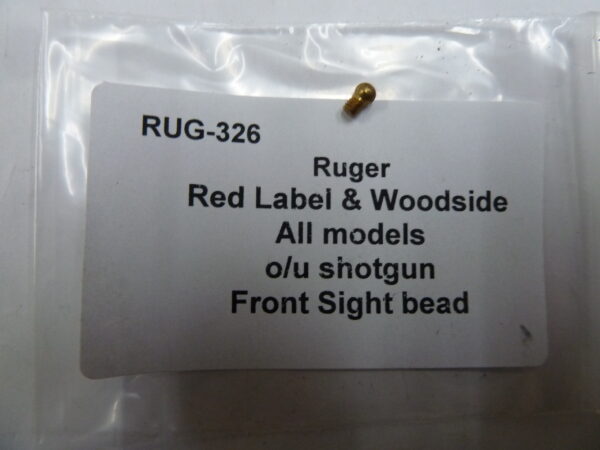 RUG-326
Ruger
Red Label & Woodside
All models
o/u shotgun
Front Sight bead